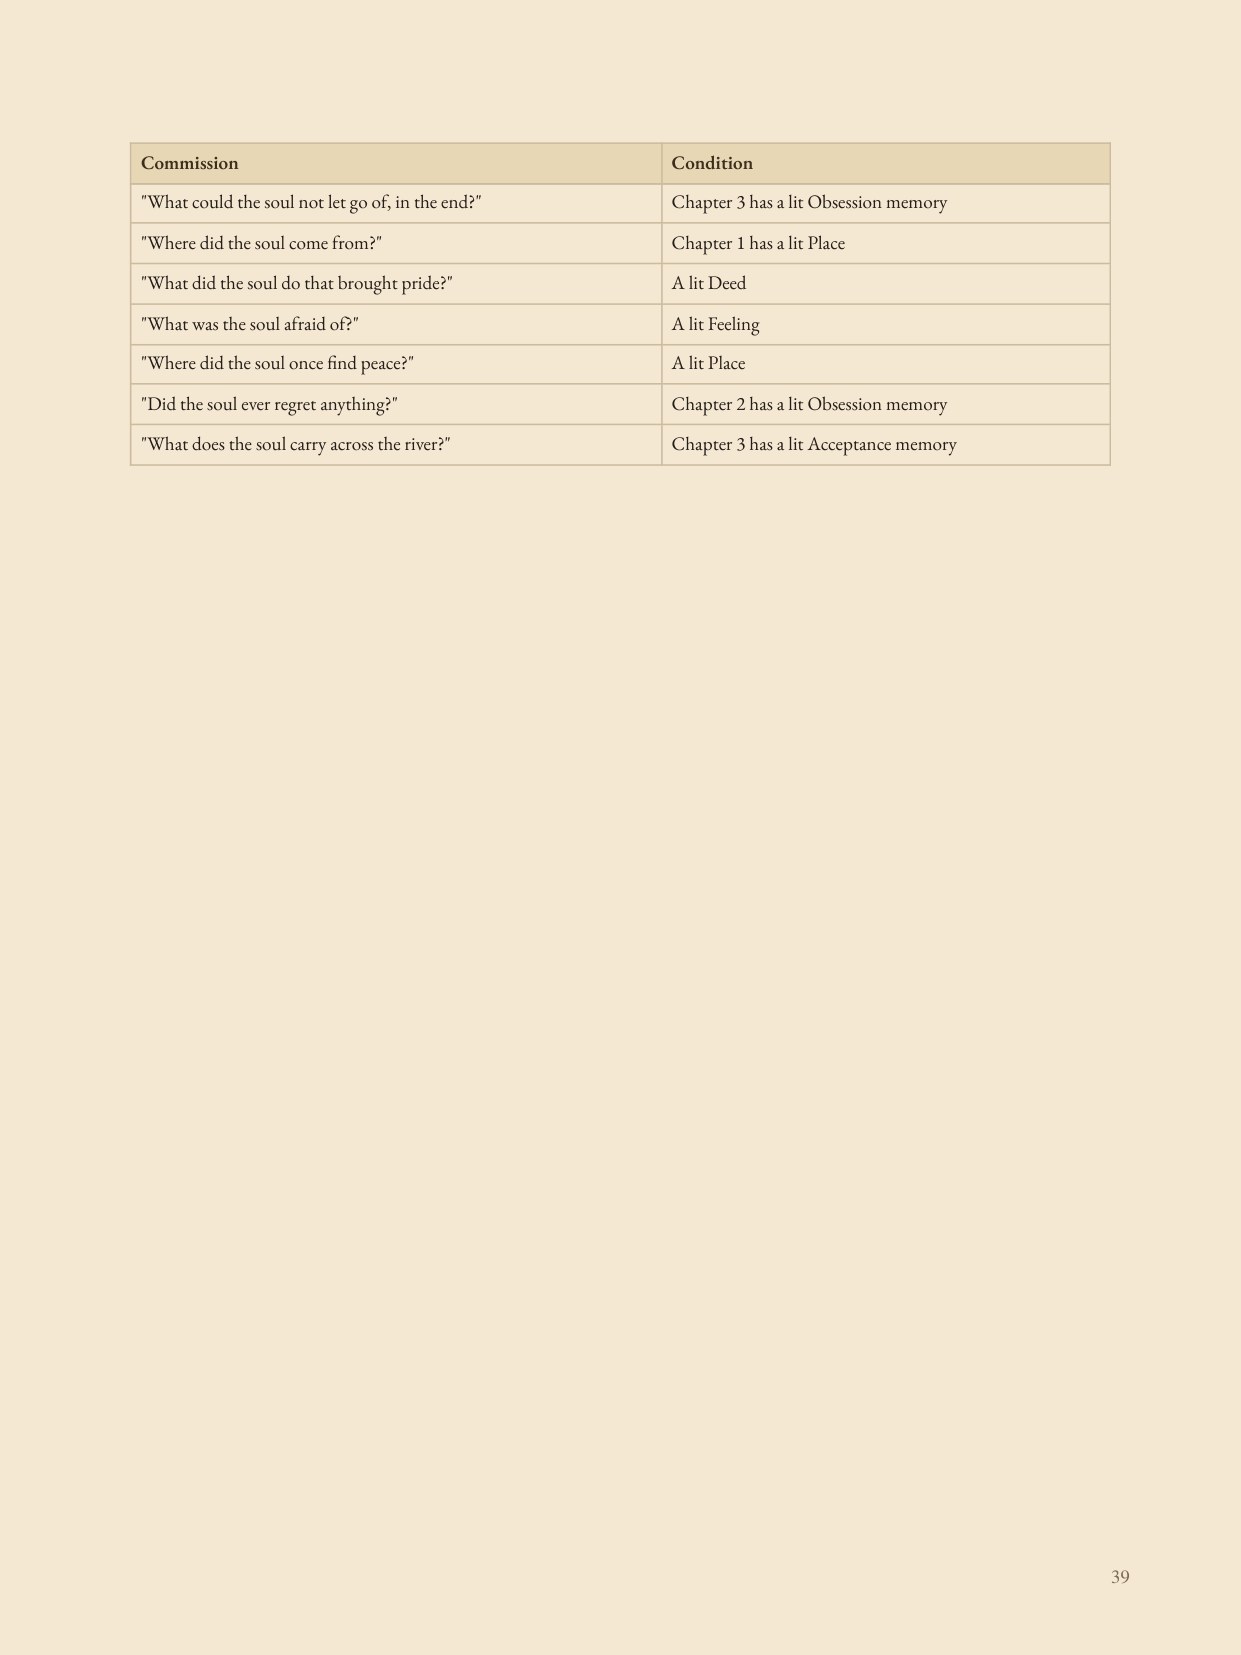 Commission Condition
"What could the soul not let go of, in the end?" Chapter 3 has a lit Obsession memory
"Where did the soul come from?" Chapter 1 has a lit Place
"What did the soul do that brought pride?" A lit Deed
"What was the soul afraid of?" A lit Feeling
"Where did the soul once find peace?" A lit Place
"Did the soul ever regret anything?" Chapter 2 has a lit Obsession memory
"What does the soul carry across the river?" Chapter 3 has a lit Acceptance memory
39